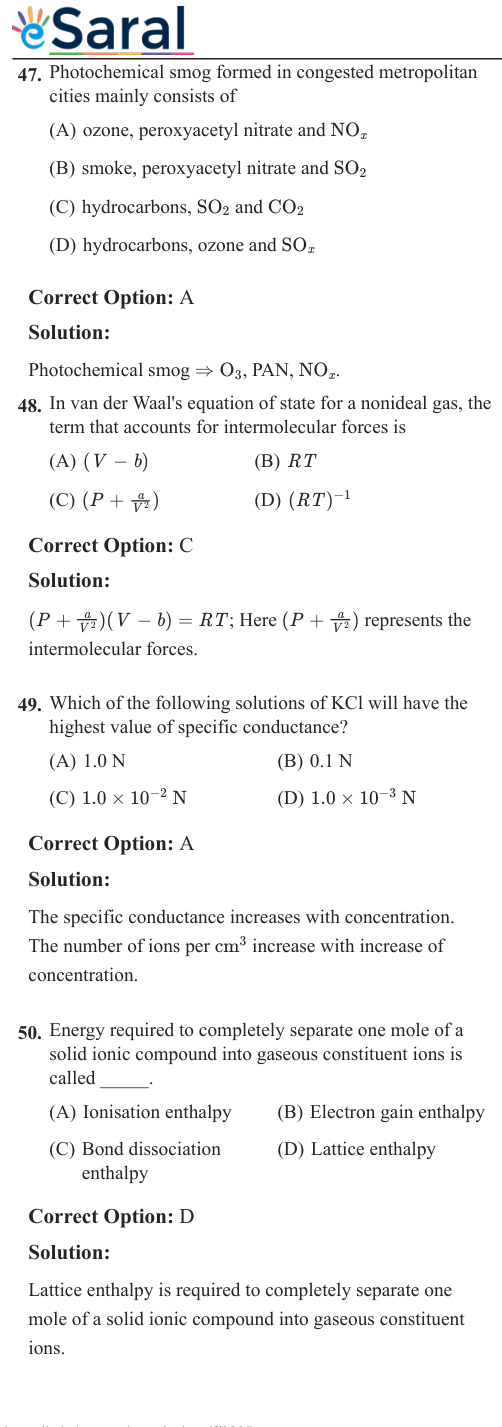 eSaral
47. Photochemical smog formed in congested metropolitan
cities mainly consists of
(A) ozone, peroxyacetyl nitrate and NOₓ
(B) smoke, peroxyacetyl nitrate and SO₂
(C) hydrocarbons, SO₂ and CO₂
(D) hydrocarbons, ozone and SOₓ
Correct Option: A
Solution:
Photochemical smog ⇒ O₃, PAN, NOₓ.
48. In van der Waal's equation of state for a nonideal gas, the
term that accounts for intermolecular forces is
(A) (V − b) (B) RT
(C) (P + a/V²) (D) (RT)⁻¹
Correct Option: C
Solution:
(P + a/V²)(V − b) = RT; Here (P + a/V²) represents the
intermolecular forces.
49. Which of the following solutions of KCl will have the
highest value of specific conductance?
(A) 1.0 N (B) 0.1 N
(C) 1.0 × 10⁻² N (D) 1.0 × 10⁻³ N
Correct Option: A
Solution:
The specific conductance increases with concentration.
The number of ions per cm³ increase with increase of
concentration.
50. Energy required to completely separate one mole of a
solid ionic compound into gaseous constituent ions is
called _____.
(A) Ionisation enthalpy (B) Electron gain enthalpy
(C) Bond dissociation (D) Lattice enthalpy
enthalpy
Correct Option: D
Solution:
Lattice enthalpy is required to completely separate one
mole of a solid ionic compound into gaseous constituent
ions.